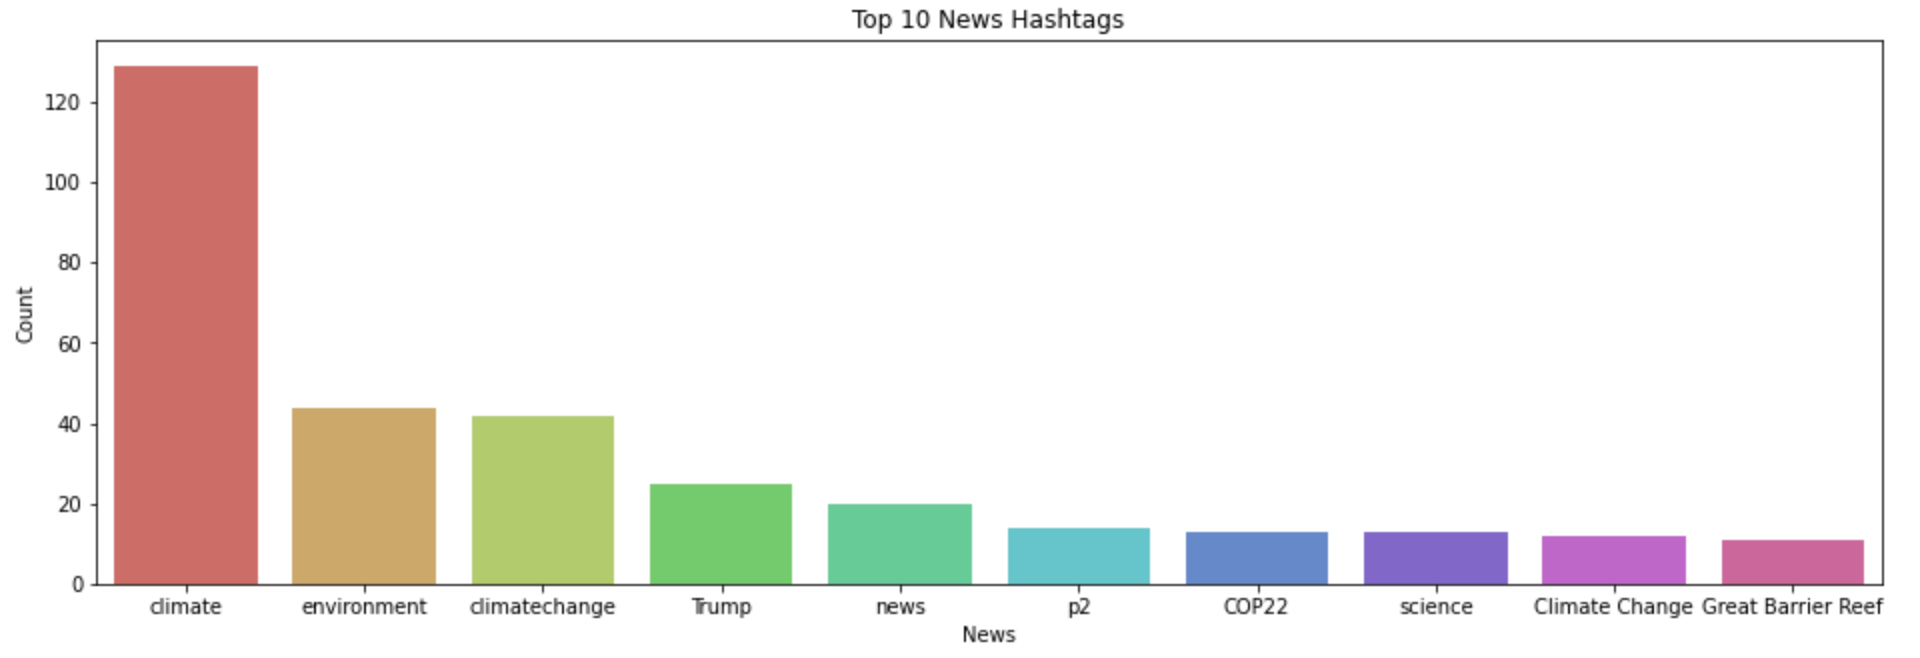 Top 10 News Hashtags
120
100
80
60
40
20
0
Count
climate environment climatechange Trump news p2 COP22 science Climate Change Great Barrier Reef
News